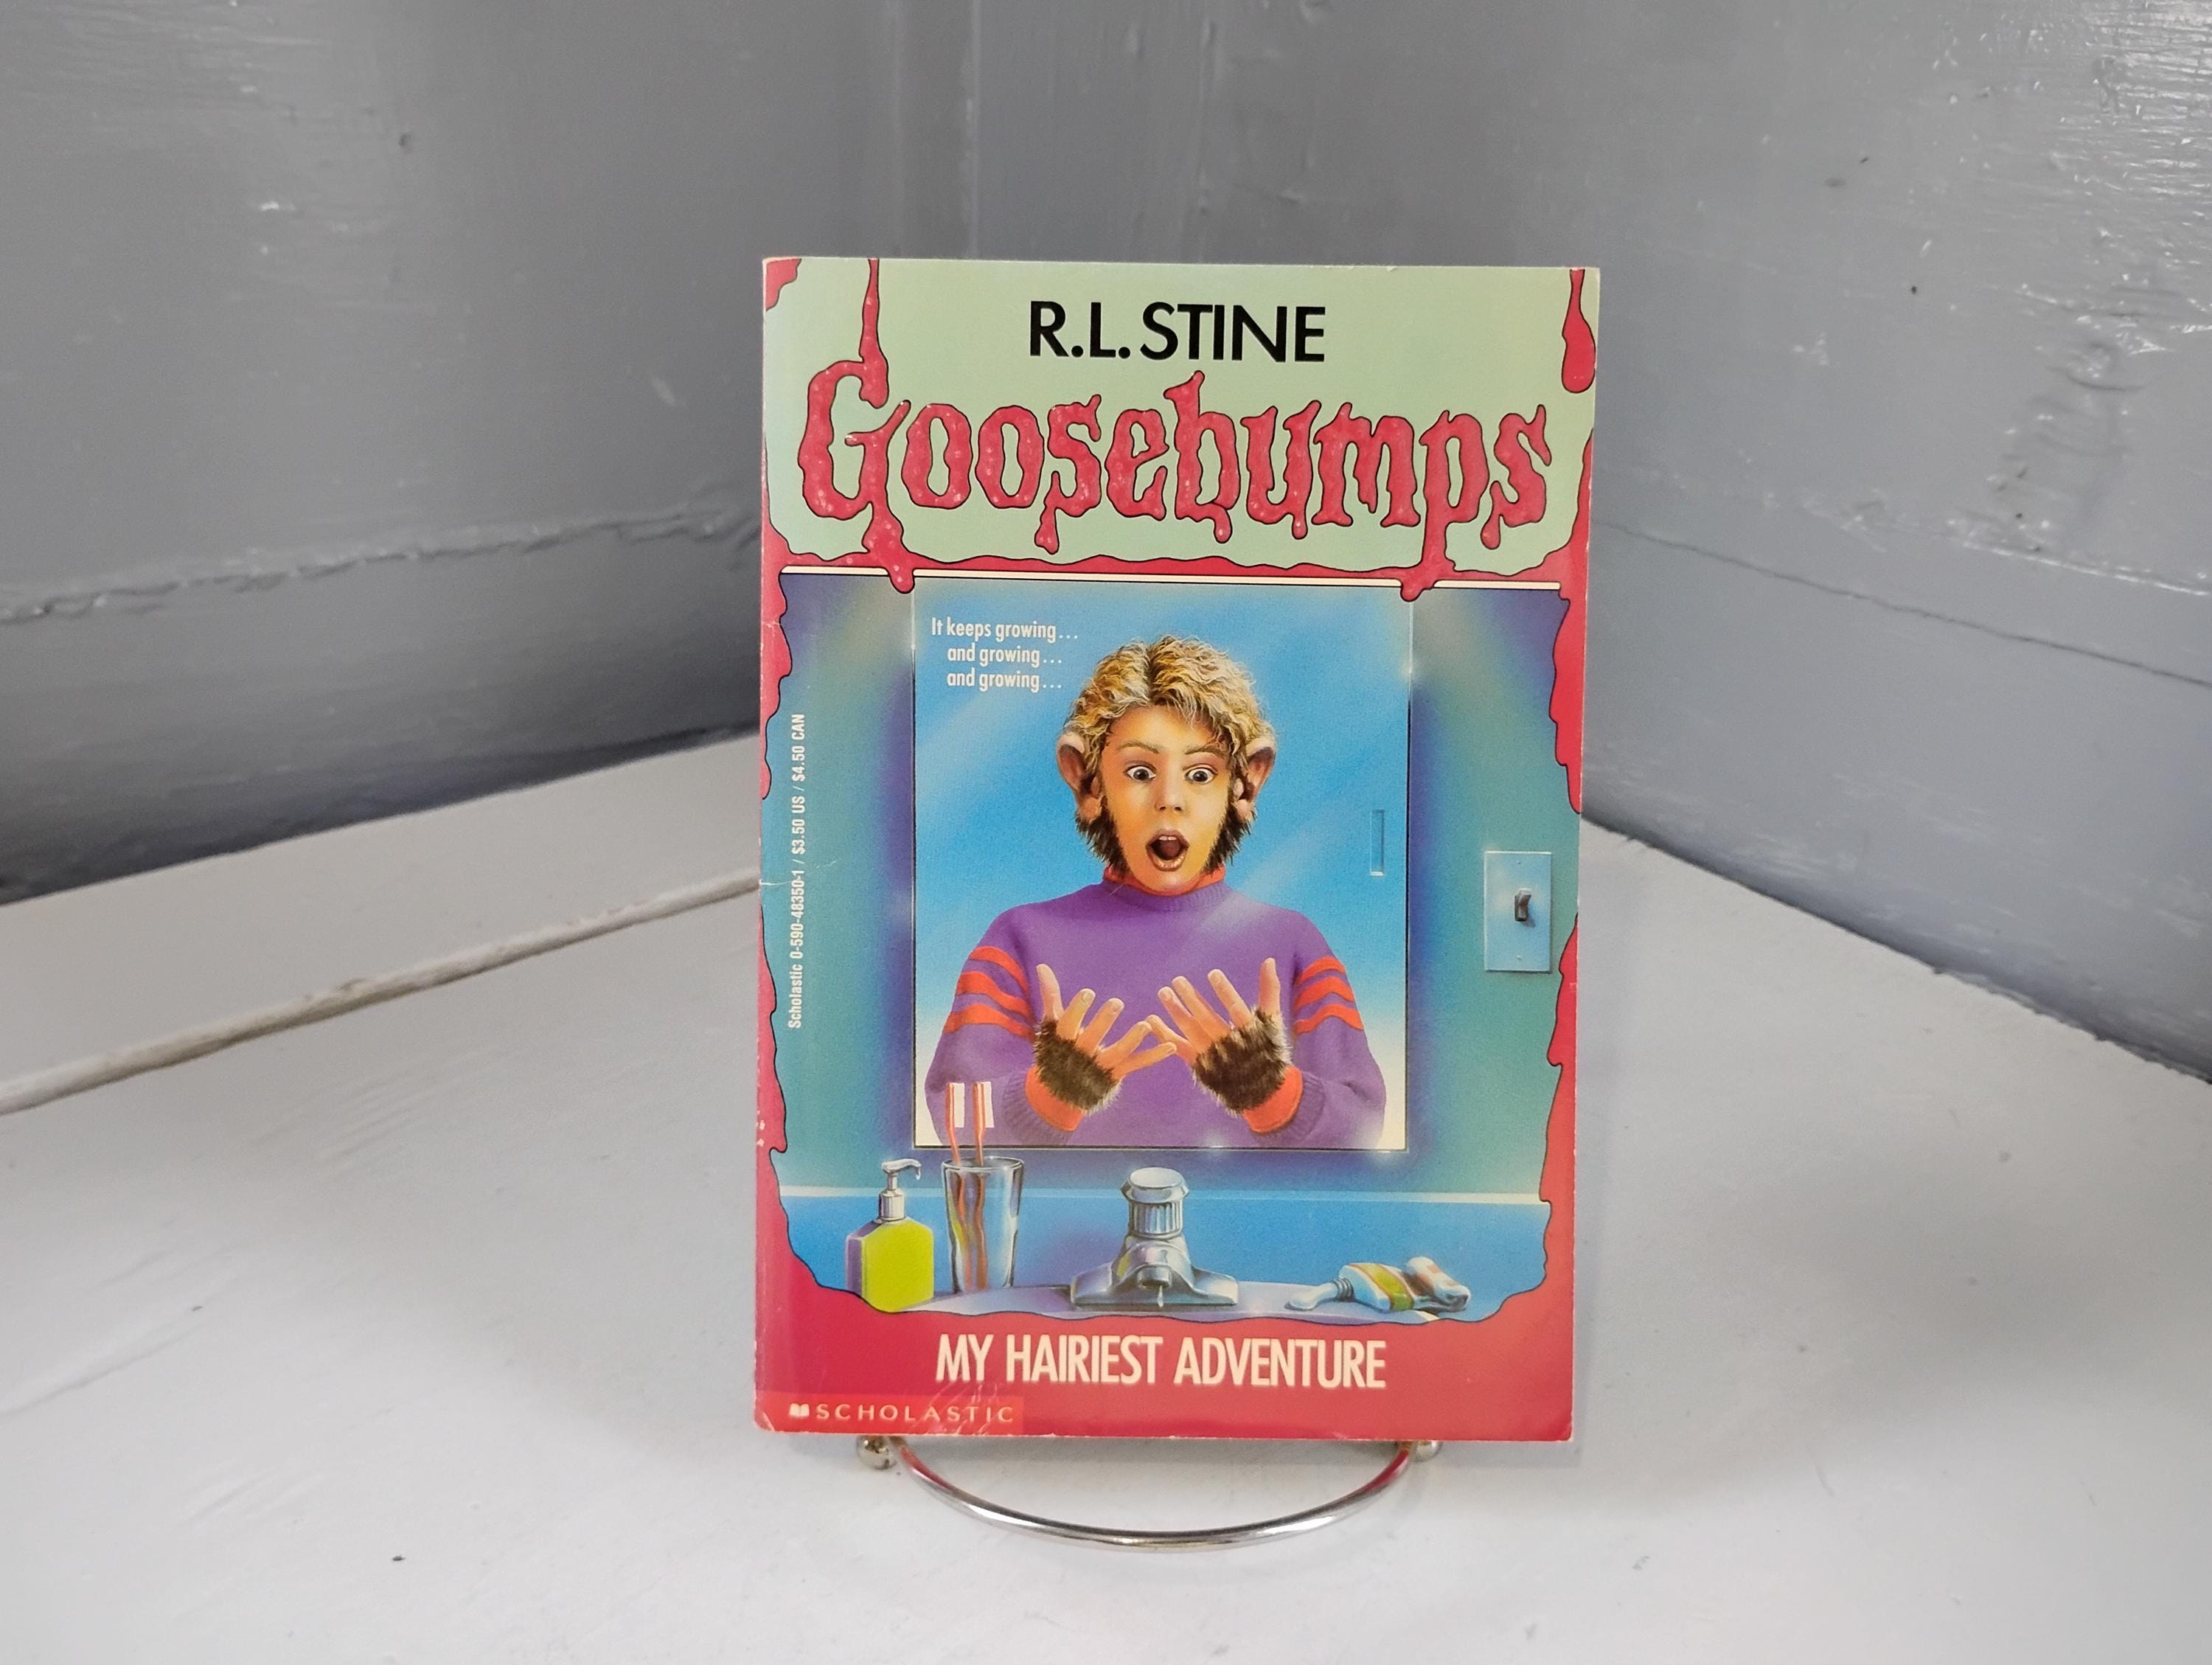 R.L. STINE
Goosebumps
It keeps growing...
and growing...
and growing...
Scholastic 0-590-48350-1 / $3.50 US / $4.50 CAN
MY HAIRIEST ADVENTURE
SCHOLASTIC